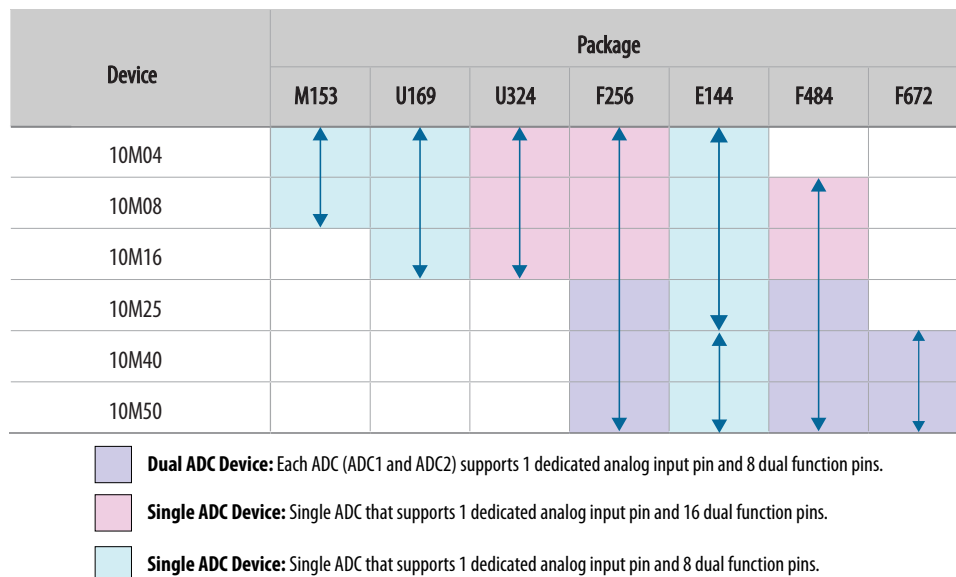 Device
Package
M153 U169 U324 F256 E144 F484 F672
10M04
10M08
10M16
10M25
10M40
10M50
Dual ADC Device: Each ADC (ADC1 and ADC2) supports 1 dedicated analog input pin and 8 dual function pins.
Single ADC Device: Single ADC that supports 1 dedicated analog input pin and 16 dual function pins.
Single ADC Device: Single ADC that supports 1 dedicated analog input pin and 8 dual function pins.